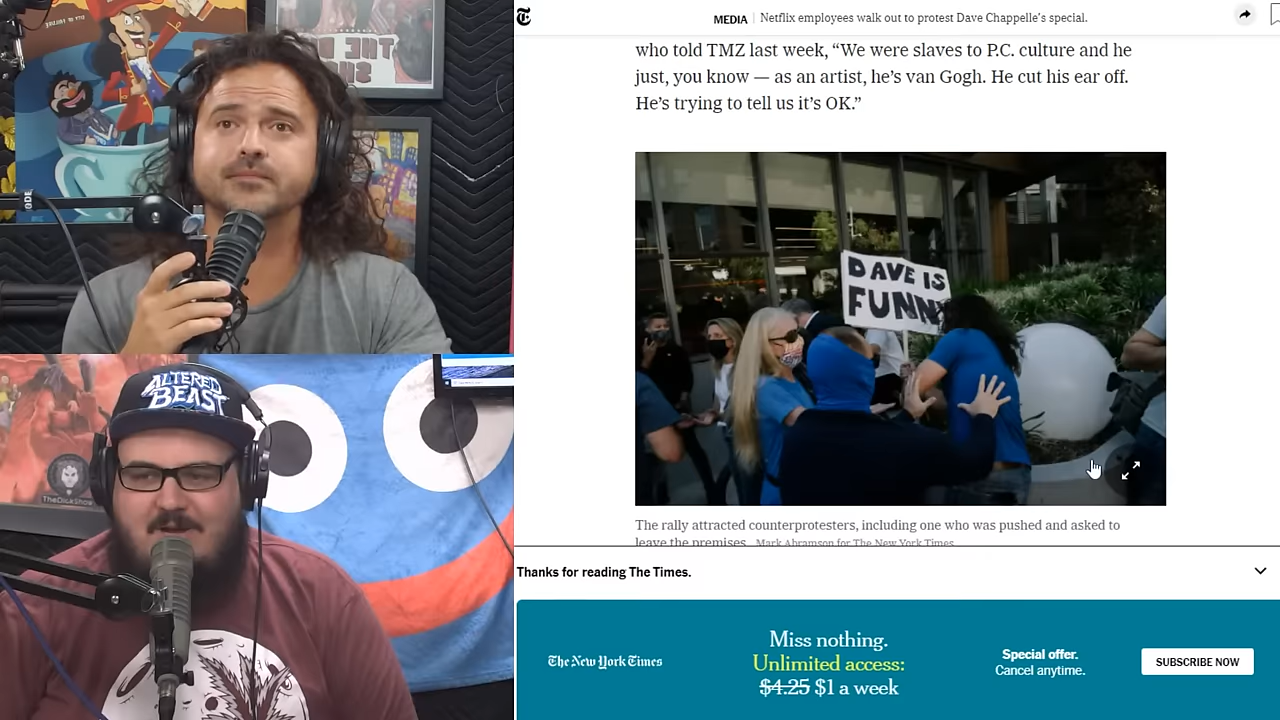 MEDIA Netflix employees walk out to protest Dave Chappelle's special.
who told TMZ last week, “We were slaves to P.C. culture and he
just, you know — as an artist, he's van Gogh. He cut his ear off.
He's trying to tell us it's OK.”
DAVE IS
FUNN
The rally attracted counterprotesters, including one who was pushed and asked to
leave the premises. Mark Abramson for The New York Times
Thanks for reading The Times.
The New York Times
Miss nothing.
Unlimited access:
$4.25 $1 a week
Special offer.
Cancel anytime.
SUBSCRIBE NOW
ALTERED
BEAST
TheDickShow